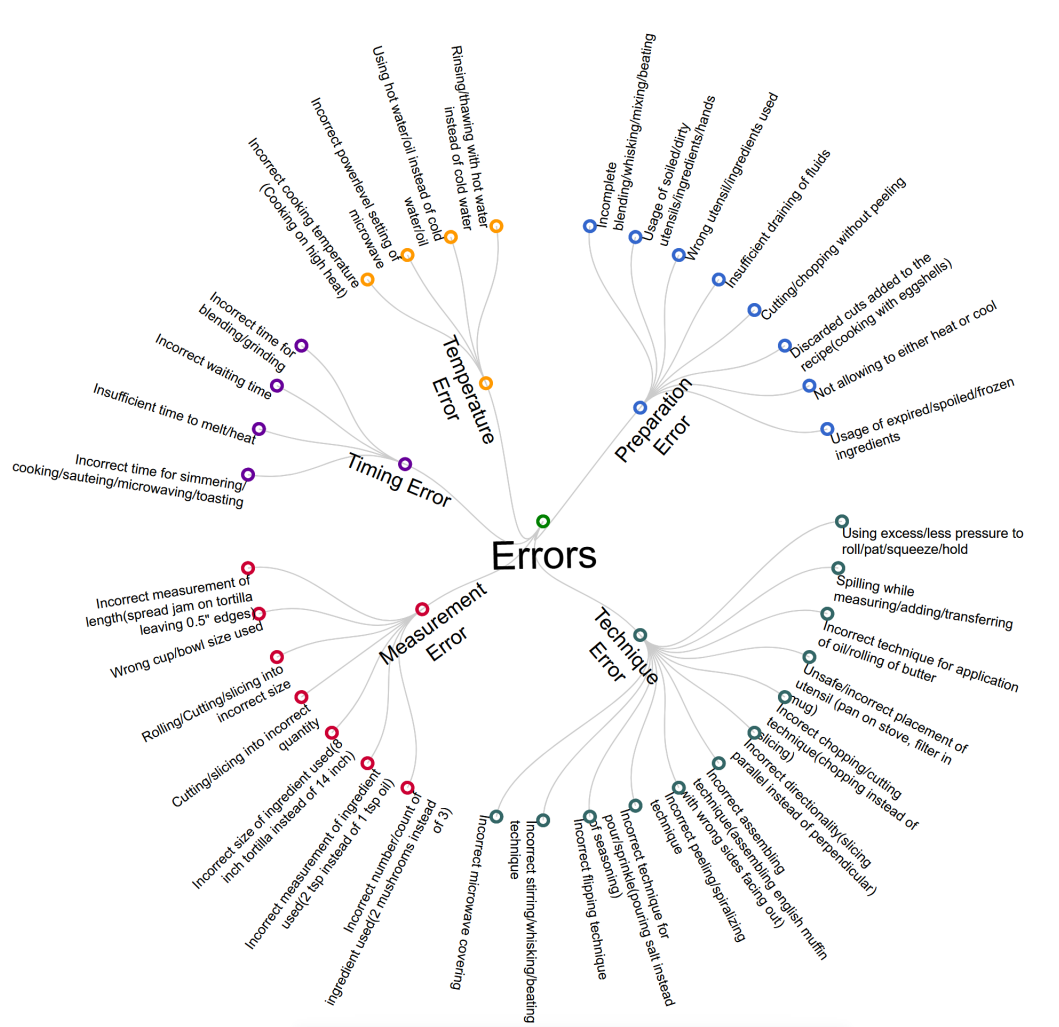 Errors
Preparation
Error
Incomplete
blending/whisking/mixing/beating
Usage of soiled/dirty
utensils/ingredients/hands
Wrong utensil/ingredients used
Insufficient draining of fluids
Cutting/chopping without peeling
Discarded cuts added to the
recipe(cooking with eggshells)
Not allowing to either heat or cool
Usage of expired/spoiled/frozen
ingredients
Technique
Error
Using excess/less pressure to
roll/pat/squeeze/hold
Spilling while
measuring/adding/transferring
Incorrect technique for application
of oil/rolling of butter
Unsafe/incorrect placement of
utensil (pan on stove, filter in
mug)
Incorrect chopping/cutting
technique(chopping instead of
slicing)
Incorrect directionality(slicing
parallel instead of perpendicular)
Incorrect assembling
technique(assembling english muffin
with wrong sides facing out)
Incorrect peeling/spiralizing
technique
Incorrect technique for
pour/sprinkle(pouring salt instead
of seasoning)
Incorrect flipping technique
Incorrect stirring/whisking/beating
technique
Incorrect microwave covering
Measurement
Error
Incorrect number/count of
ingredient used(2 mushrooms instead
of 3)
Incorrect measurement of ingredient
used(2 tsp instead of 1 tsp oil)
Incorrect size of ingredient used(8
inch tortilla instead of 14 inch)
Cutting/slicing into incorrect
quantity
Rolling/Cutting/slicing into
incorrect size
Wrong cup/bowl size used
Incorrect measurement of
length(spread jam on tortilla
leaving 0.5" edges)
Timing Error
Incorrect time for simmering/
cooking/sauteing/microwaving/toasting
Insufficient time to melt/heat
Incorrect waiting time
Incorrect time for
blending/grinding
Temperature
Error
Incorrect cooking temperature
(Cooking on high heat)
Incorrect powerlevel setting of
microwave
Using hot water/oil instead of cold
water/oil
Rinsing/thawing with hot water
instead of cold water